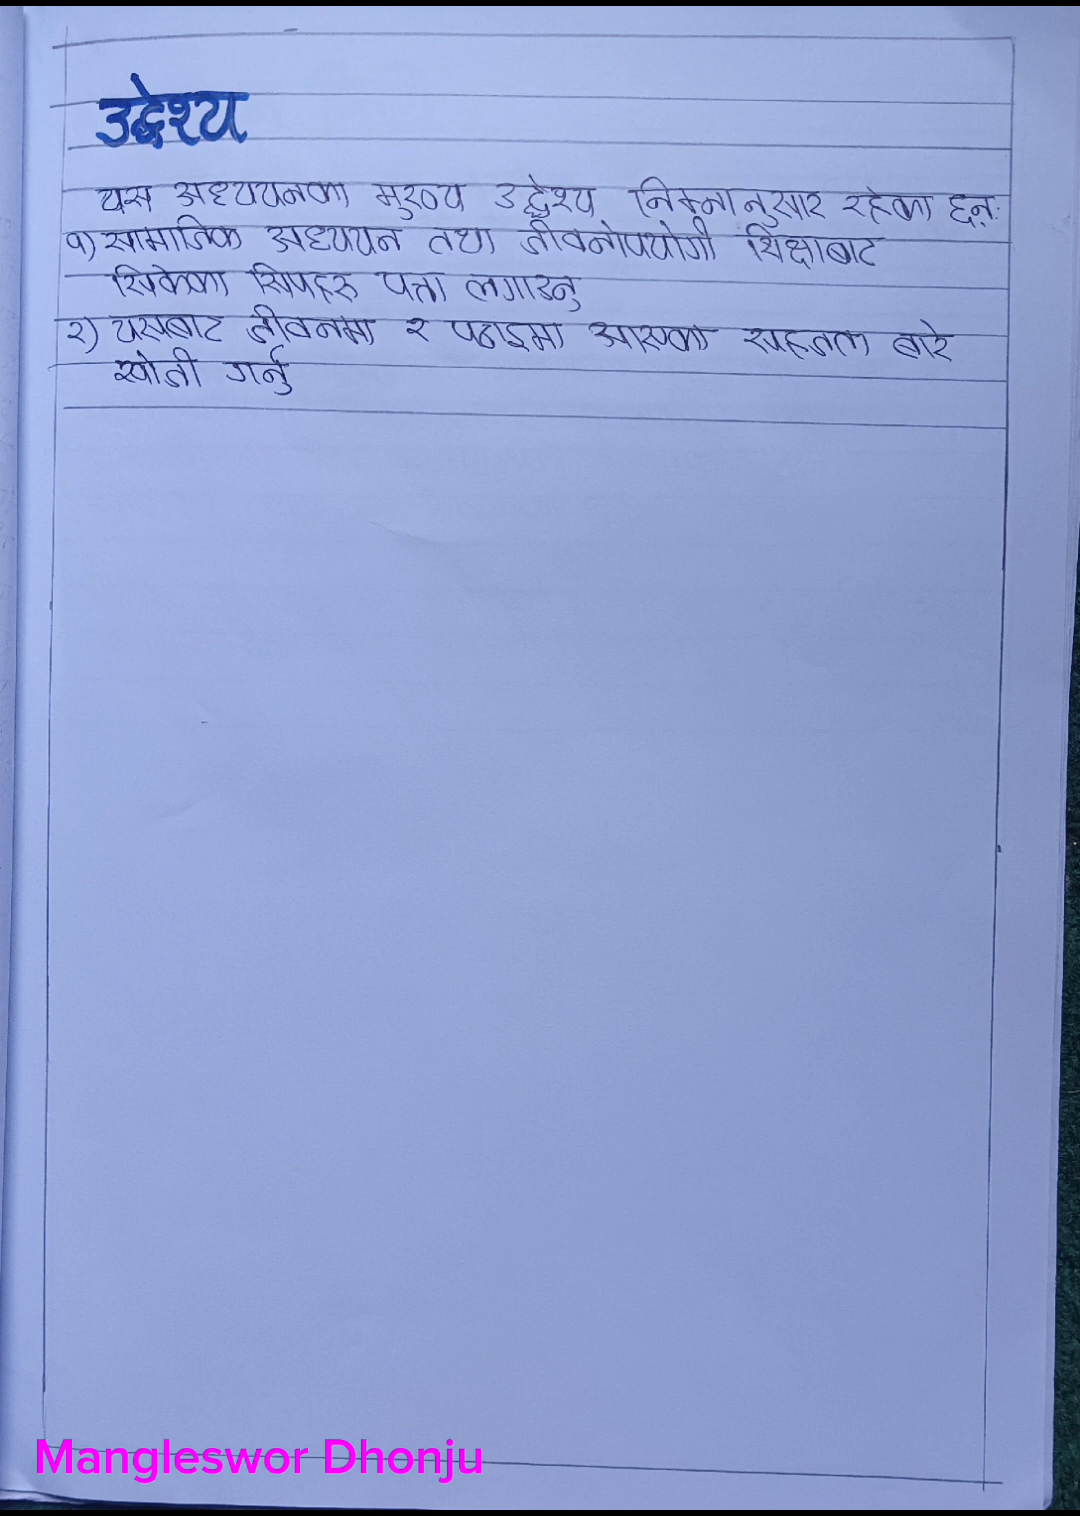 उद्देश्य
यस अध्ययनका मुख्य उद्देश्य निम्नानुसार रहेका छन्:
१) सामाजिक अध्ययन तथा जीवनोपयोगी शिक्षाबाट
सिकेका सिपहरु पत्ता लगाउनु
२) यसबाट जीवनमा र पढाइमा आएका सहजता बारे
खोजी गर्नु
Mangleswor Dhonju